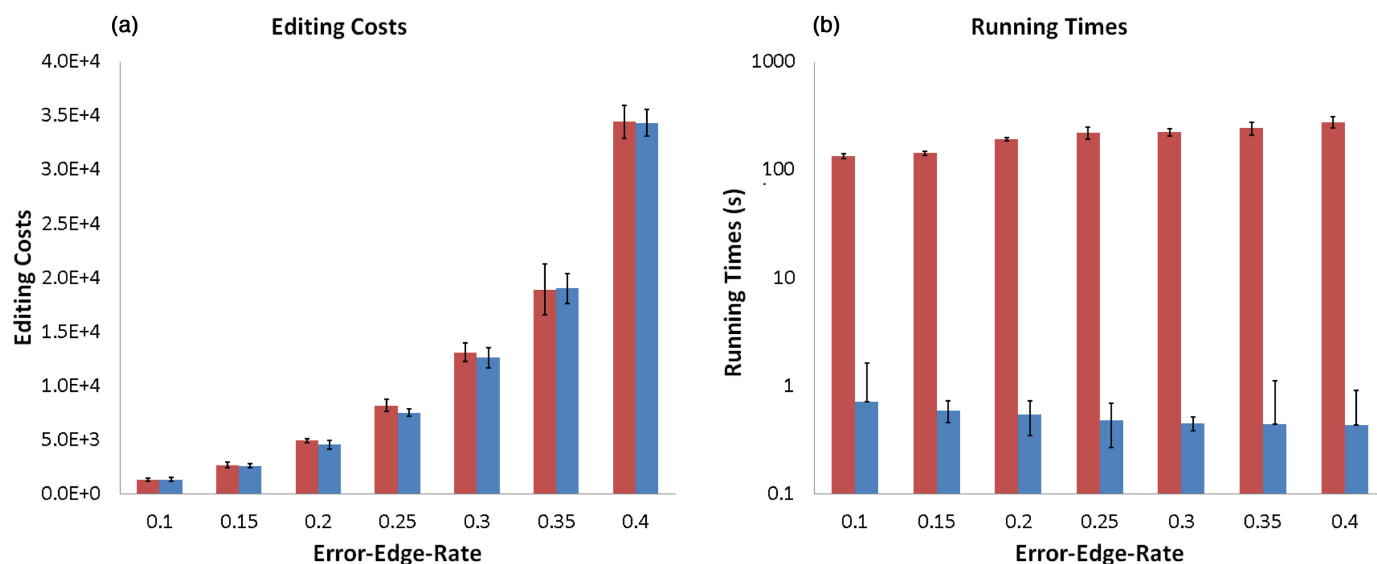 (a) Editing Costs
4.0E+4
3.5E+4
3.0E+4
2.5E+4
2.0E+4
1.5E+4
1.0E+4
5.0E+3
0.0E+0
Editing Costs
0.1 0.15 0.2 0.25 0.3 0.35 0.4
Error-Edge-Rate
(b) Running Times
1000
100
10
1
0.1
Running Times (s)
0.1 0.15 0.2 0.25 0.3 0.35 0.4
Error-Edge-Rate